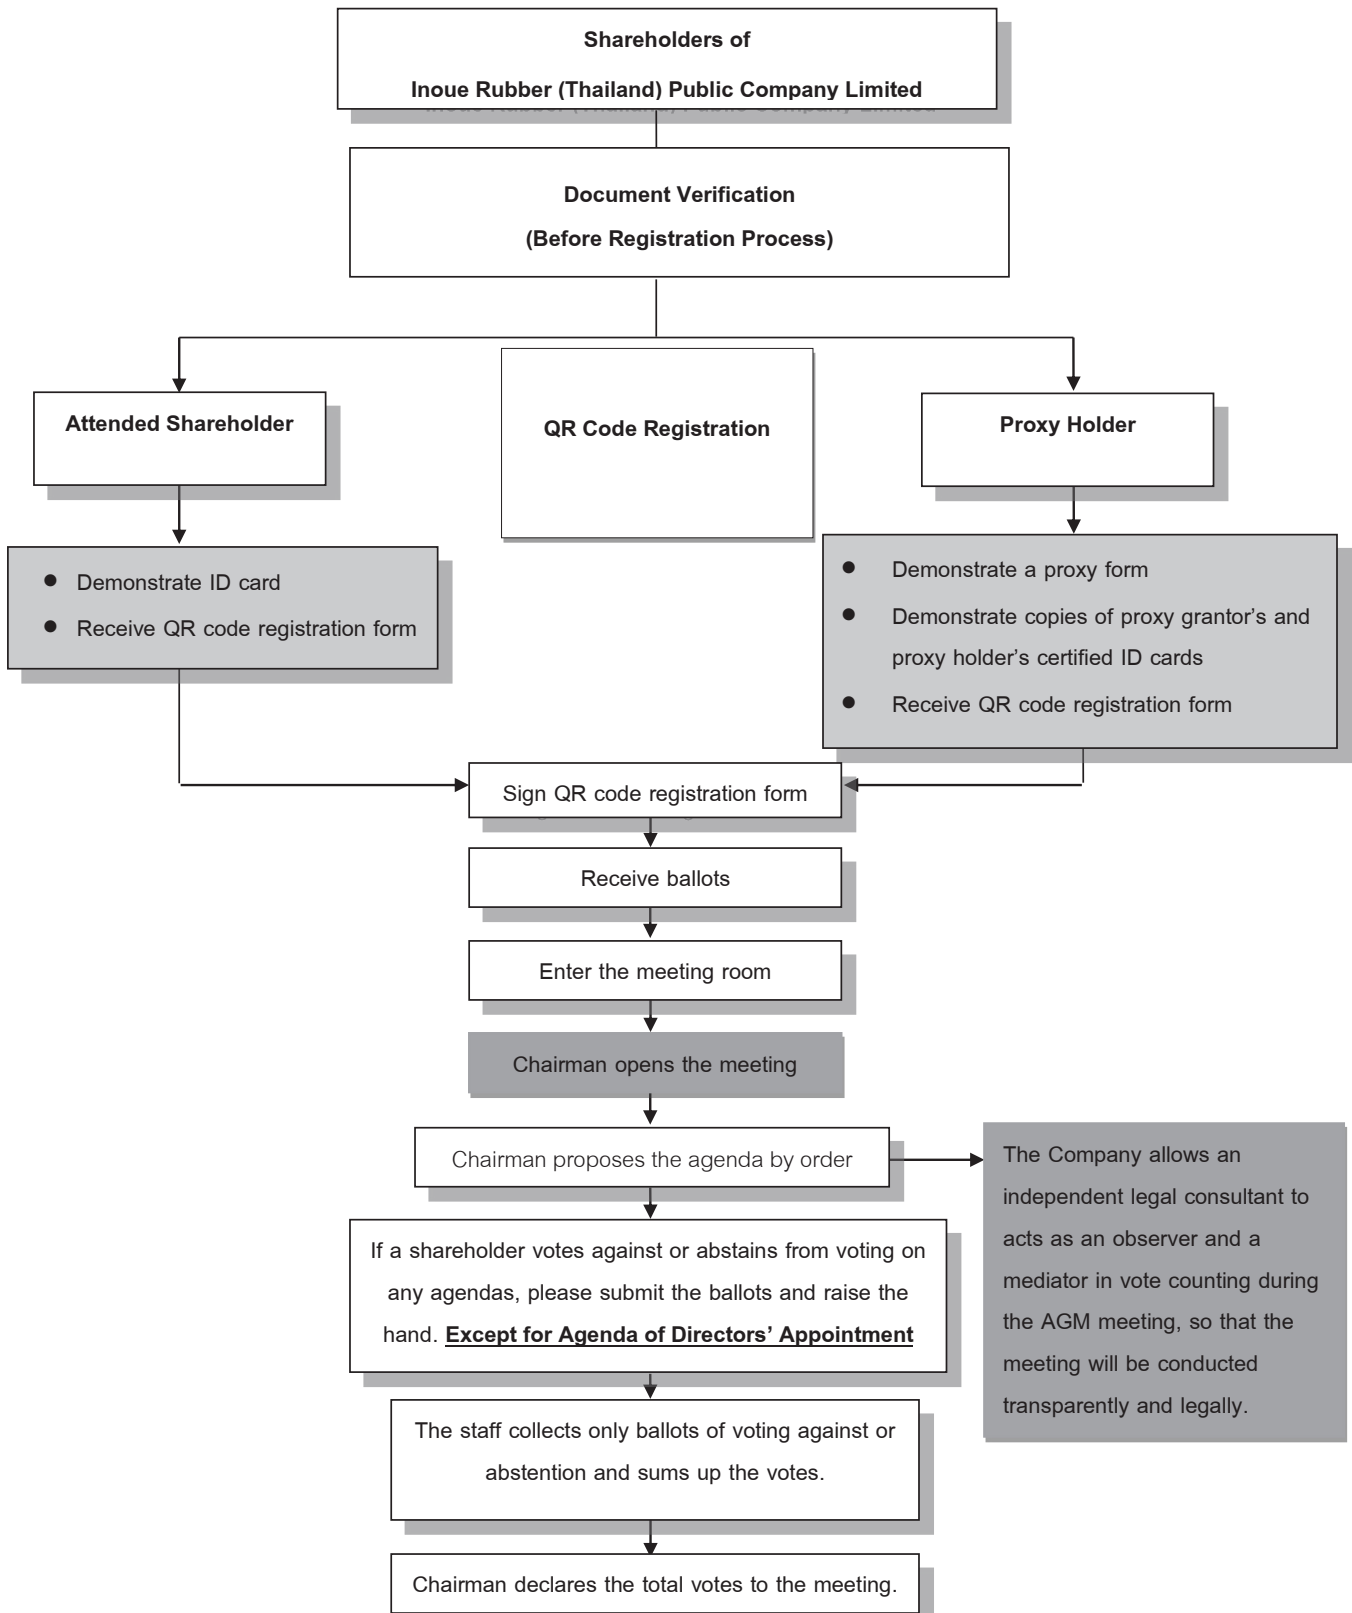 Shareholders of
Inoue Rubber (Thailand) Public Company Limited
Document Verification
(Before Registration Process)
Attended Shareholder
QR Code Registration
Proxy Holder
● Demonstrate ID card
● Receive QR code registration form
● Demonstrate a proxy form
● Demonstrate copies of proxy grantor's and
proxy holder's certified ID cards
● Receive QR code registration form
Sign QR code registration form
Receive ballots
Enter the meeting room
Chairman opens the meeting
Chairman proposes the agenda by order
The Company allows an
independent legal consultant to
acts as an observer and a
mediator in vote counting during
the AGM meeting, so that the
meeting will be conducted
transparently and legally.
If a shareholder votes against or abstains from voting on
any agendas, please submit the ballots and raise the
hand. Except for Agenda of Directors' Appointment
The staff collects only ballots of voting against or
abstention and sums up the votes.
Chairman declares the total votes to the meeting.